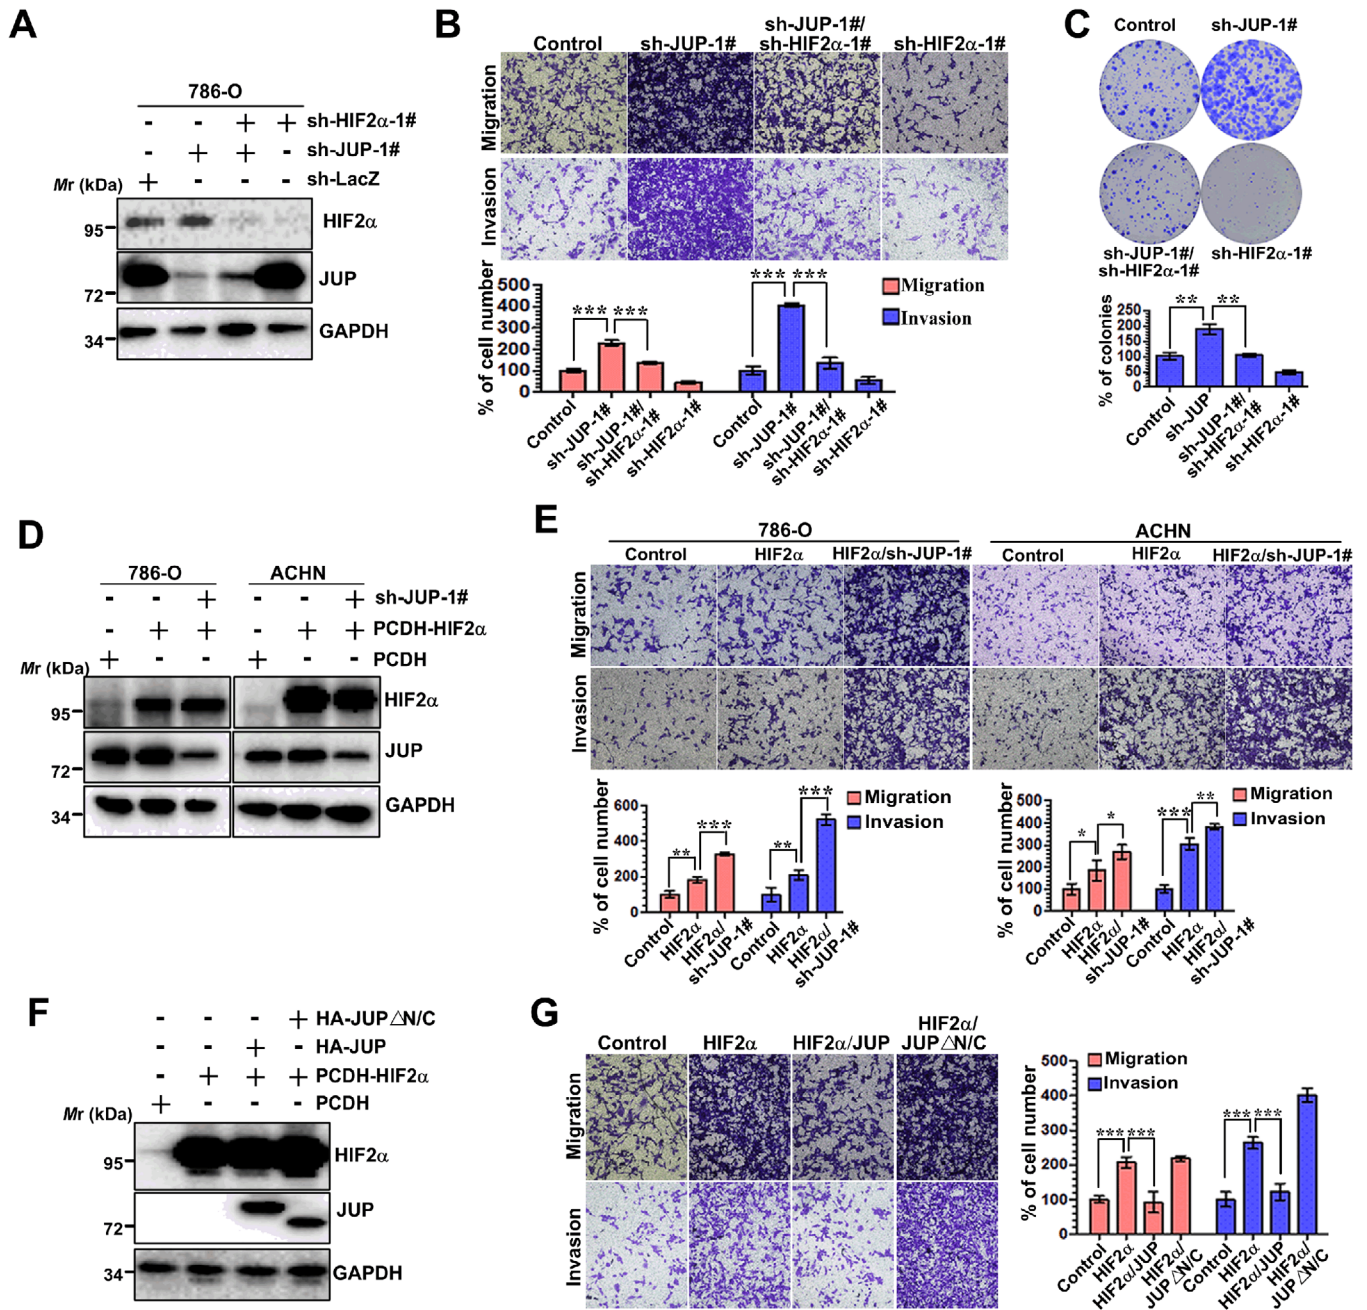 A
786-O
- - + + sh-HIF2α-1#
- + + - sh-JUP-1#
+ - - - sh-LacZ
Mr (kDa)
HIF2α
95
JUP
72
GAPDH
34
B
Control
sh-JUP-1#
sh-JUP-1#/
sh-HIF2α-1#
sh-HIF2α-1#
Migration
Invasion
% of cell number
500
400
300
200
100
0
*** ***
*** ***
Migration
Invasion
Control
sh-JUP-1#
sh-JUP-1#/
sh-HIF2α-1#
sh-HIF2α-1#
Control
sh-JUP-1#
sh-JUP-1#/
sh-HIF2α-1#
sh-HIF2α-1#
C
Control
sh-JUP-1#
sh-JUP-1#/
sh-HIF2α-1#
sh-HIF2α-1#
% of colonies
250
200
150
100
50
0
** **
Control
sh-JUP
sh-JUP-1#/
sh-HIF2α-1#
sh-HIF2α-1#
D
786-O
ACHN
- - + - - + sh-JUP-1#
- + + - + + PCDH-HIF2α
+ - - + - - PCDH
Mr (kDa)
HIF2α
95
JUP
72
GAPDH
34
E
786-O
ACHN
Control
HIF2α
HIF2α/sh-JUP-1#
Control
HIF2α
HIF2α/sh-JUP-1#
Migration
Invasion
% of cell number
600
400
200
0
** ***
** ***
Migration
Invasion
Control
HIF2α
HIF2α/
sh-JUP-1#
Control
HIF2α
HIF2α/
sh-JUP-1#
% of cell number
500
400
300
200
100
0
* *
*** **
Migration
Invasion
Control
HIF2α
HIF2α/
sh-JUP-1#
Control
HIF2α
HIF2α/
sh-JUP-1#
F
- - - + HA-JUP△N/C
- - + - HA-JUP
- + + + PCDH-HIF2α
+ - - - PCDH
Mr (kDa)
HIF2α
95
JUP
72
GAPDH
34
G
Control
HIF2α
HIF2α/JUP
HIF2α/
JUP△N/C
Migration
Invasion
% of cell number
500
400
300
200
100
0
Migration
Invasion
*** ***
*** ***
Control
HIF2α
HIF2α/JUP
HIF2α/
JUP△N/C
Control
HIF2α
HIF2α/JUP
HIF2α/
JUP△N/C